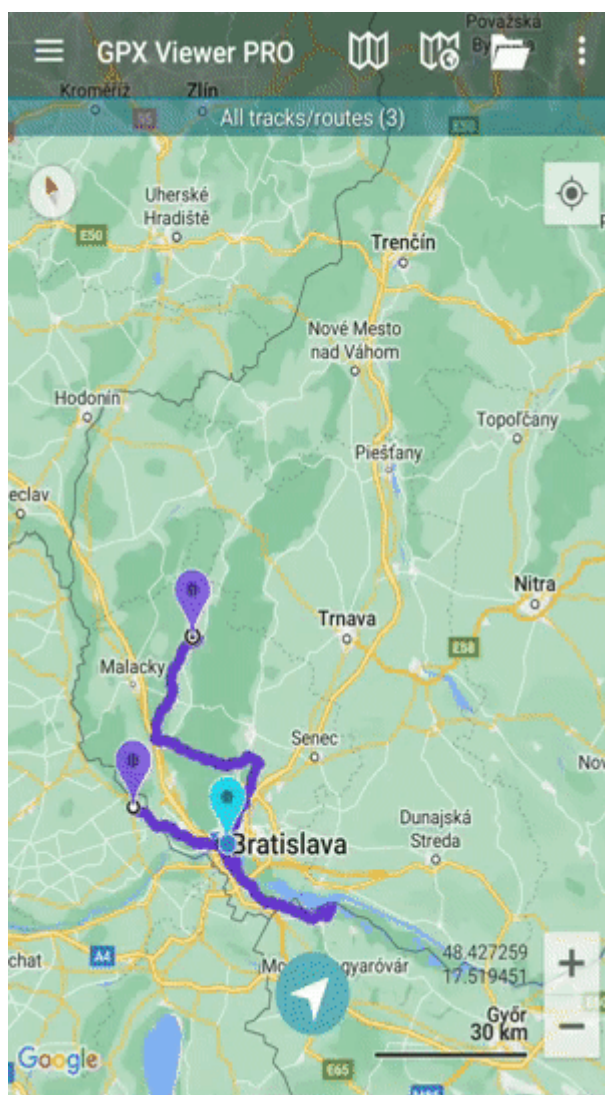 Považská
GPX Viewer PRO
Kroměříž
Zlín
All tracks/routes (3)
Uherské
Hradiště
E50
Trenčín
Nové Mesto
nad Váhom
Hodonín
Topoľčany
Piešťany
eclav
Nitra
Trnava
E58
Malacky
Senec
Nov
Dunajská
Streda
Bratislava
chat
A4
48.427259
17.519451
Győr
30 km
Google
E65